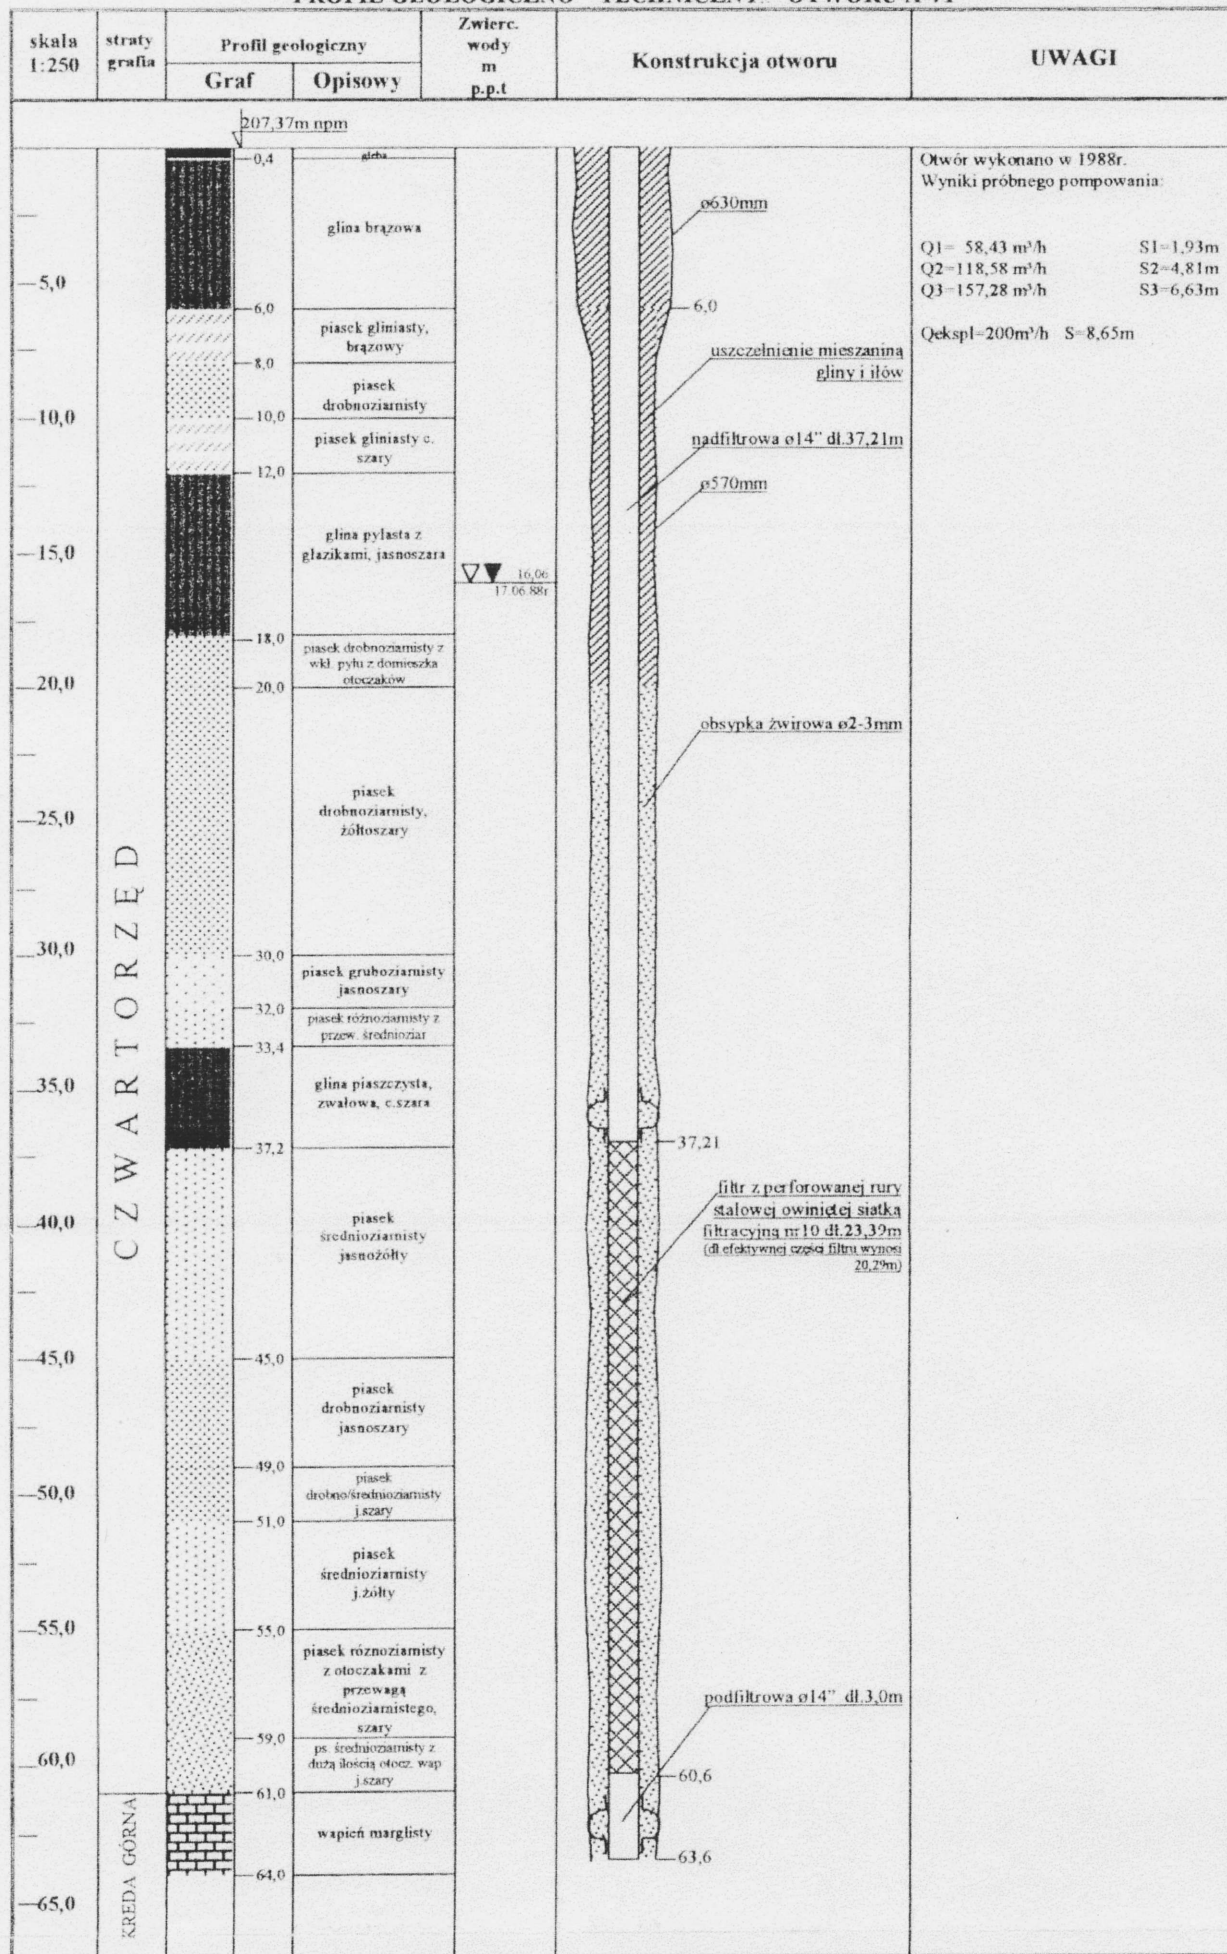 skala
1:250
straty
grafia
Profil geologiczny
Graf
Opisowy
Zwierc.
wody
m
p.p.t
Konstrukcja otworu
UWAGI
207,37m npm
0,4
gleba
glina brązowa
5,0
6,0
piasek gliniasty,
brązowy
8,0
piasek
drobnoziarnisty
10,0
10,0
piasek gliniasty c.
szary
12,0
glina pylasta z
głazikami, jasnoszara
15,0
16,06
17.06.88r
18,0
piasek drobnoziarnisty z
wkł. pyłu z domieszka
otoczaków
20,0
20,0
piasek
drobnoziarnisty,
żółtoszary
25,0
30,0
30,0
piasek gruboziarnisty
jasnoszary
32,0
piasek różnoziarnisty z
przew. średnioziar
33,4
glina piaszczysta,
zwałowa, c.szara
35,0
37,2
piasek
średnioziarnisty
jasnożółty
40,0
45,0
45,0
piasek
drobnoziarnisty
jasnoszary
49,0
piasek
drobno/średnioziarnisty
j.szary
50,0
51,0
piasek
średnioziarnisty
j.żółty
55,0
55,0
piasek róznoziarnisty
z otoczakami z
przewagą
średnioziarnistego,
szary
59,0
ps. średnioziarnisty z
dużą ilością otocz. wap
j.szary
60,0
61,0
wapień marglisty
64,0
65,0
CZWARTORZĘD
KREDA GÓRNA
ø630mm
6,0
uszczelnienie mieszaniną
gliny i iłów
nadfiltrowa ø14" dł.37,21m
ø570mm
obsypka żwirowa ø2-3mm
37,21
filtr z perforowanej rury
stalowej owiniętej siatką
filtracyjną nr10 dł.23,39m
(dł.efektywnej części filtru wynosi
20,29m)
podfiltrowa ø14" dł.3,0m
60,6
63,6
Otwór wykonano w 1988r.
Wyniki próbnego pompowania:
Q1= 58,43 m³/h S1=1,93m
Q2=118,58 m³/h S2=4,81m
Q3=157,28 m³/h S3=6,63m
Qekspl=200m³/h S=8,65m